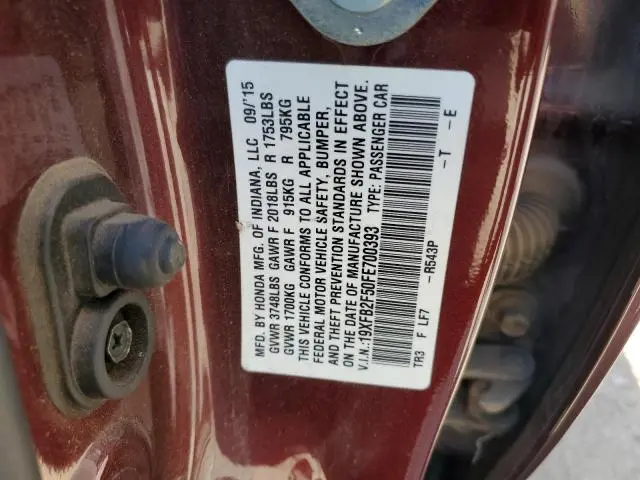 MFD. BY HONDA MFG. OF INDIANA, LLC 09/'15
GVWR 3748LBS GAWR F 2018LBS R 1753LBS
GVWR 1700KG GAWR F 915KG R 795KG
THIS VEHICLE CONFORMS TO ALL APPLICABLE
FEDERAL MOTOR VEHICLE SAFETY, BUMPER,
AND THEFT PREVENTION STANDARDS IN EFFECT
ON THE DATE OF MANUFACTURE SHOWN ABOVE.
V.I.N.:19XFB2F50FE700393 TYPE: PASSENGER CAR
TR3 F LF7 -R543P -T -E